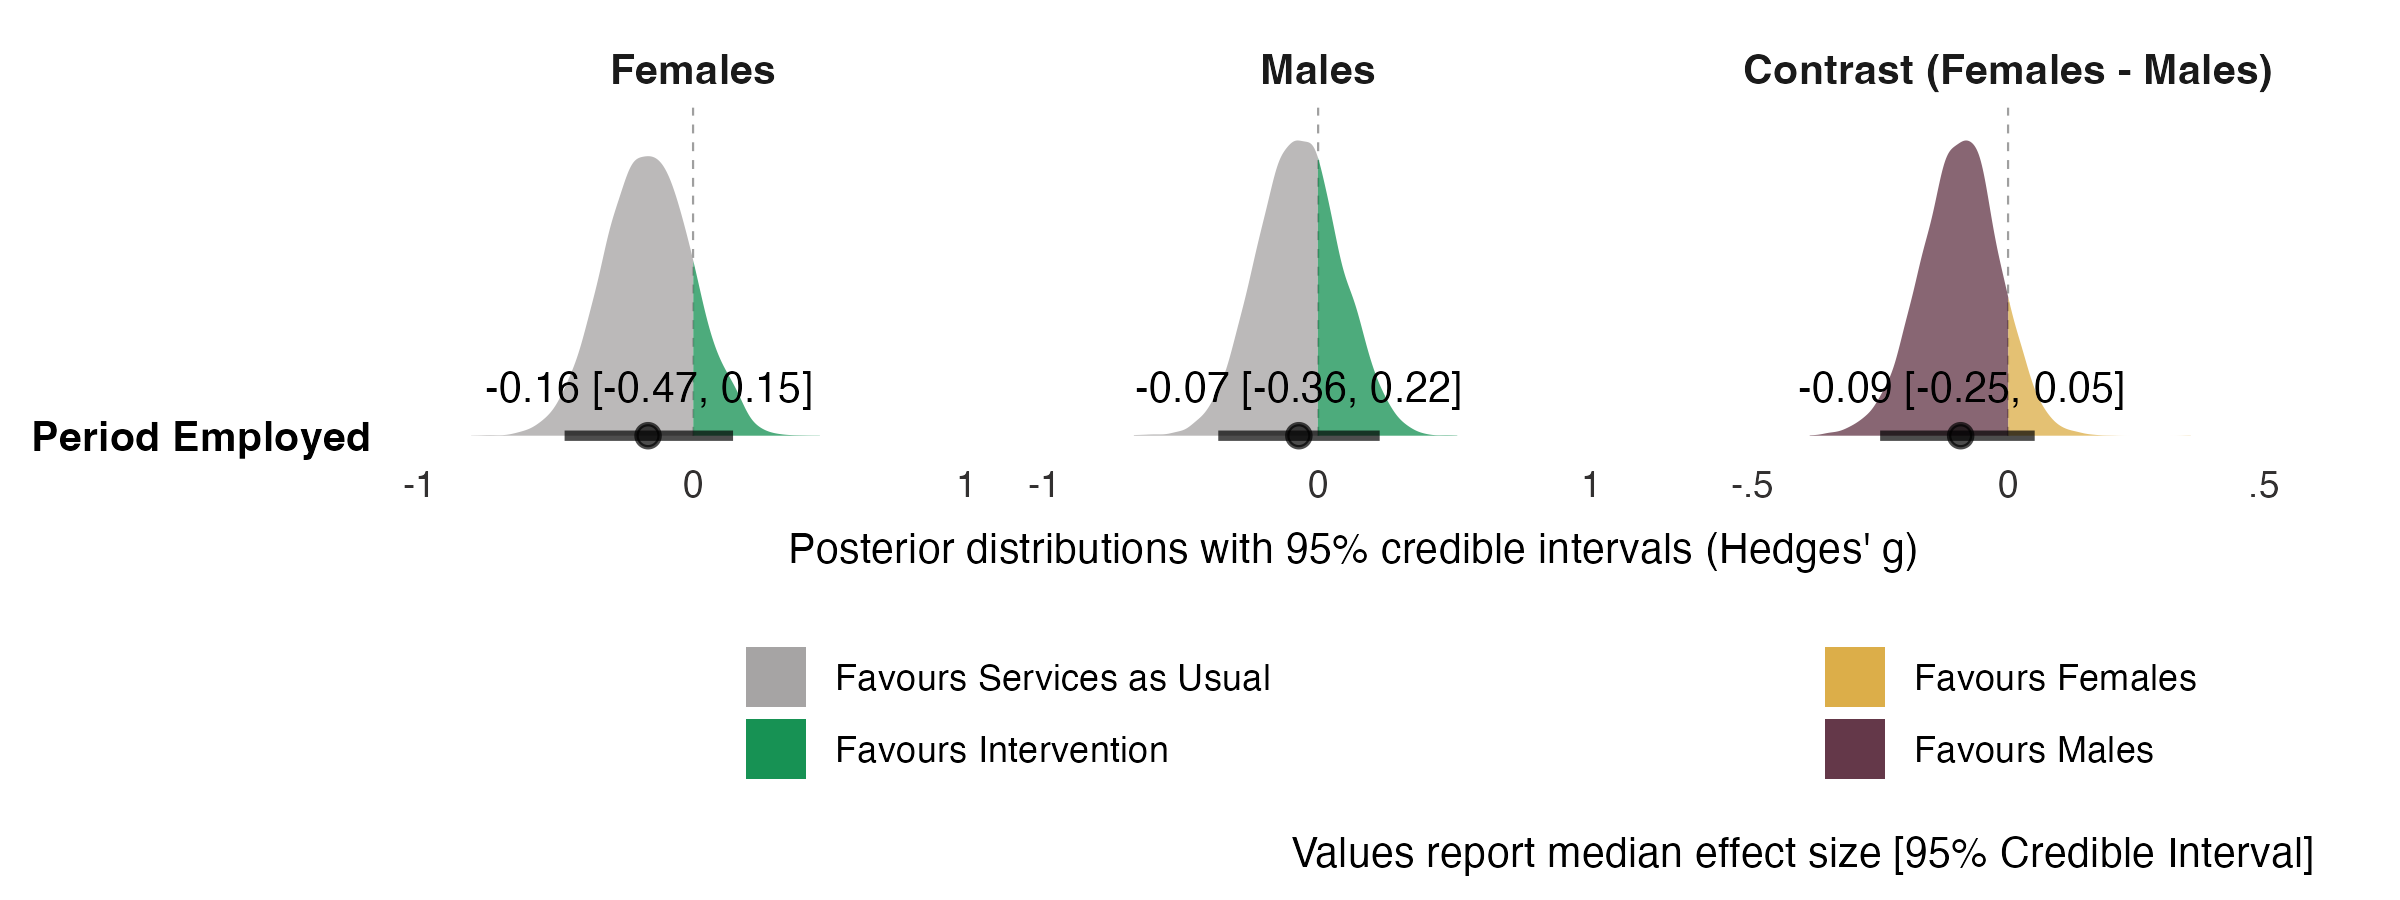 Females Males Contrast (Females - Males)
-0.16 [-0.47, 0.15] -0.07 [-0.36, 0.22] -0.09 [-0.25, 0.05]
Period Employed
-1 0 1 -1 0 1 -.5 0 .5
Posterior distributions with 95% credible intervals (Hedges' g)
Favours Services as Usual Favours Females
Favours Intervention Favours Males
Values report median effect size [95% Credible Interval]